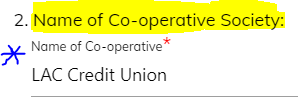 2. Name of Co-operative Society:
Name of Co-operative*
LAC Credit Union